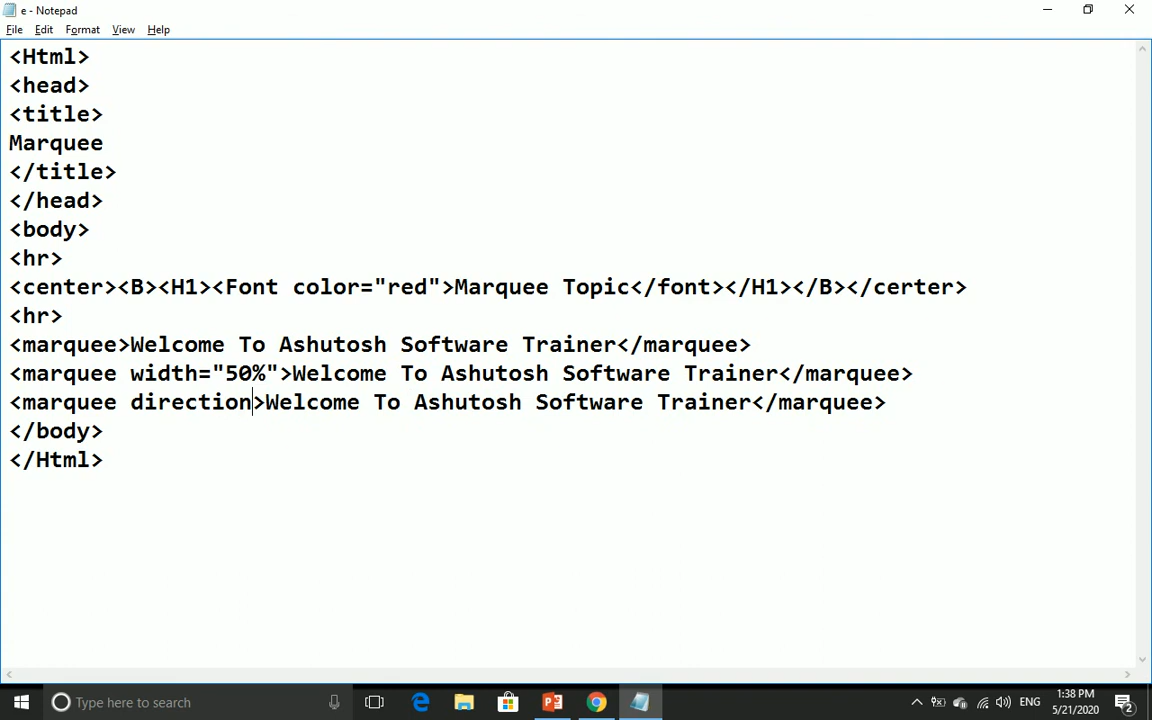 e - Notepad
File Edit Format View Help
<Html>
<head>
<title>
Marquee
</title>
</head>
<body>
<hr>
<center><B><H1><Font color="red">Marquee Topic</font></H1></B></certer>
<hr>
<marquee>Welcome To Ashutosh Software Trainer</marquee>
<marquee width="50%">Welcome To Ashutosh Software Trainer</marquee>
<marquee direction>Welcome To Ashutosh Software Trainer</marquee>
</body>
</Html>
Type here to search
ENG
1:38 PM
5/21/2020
2